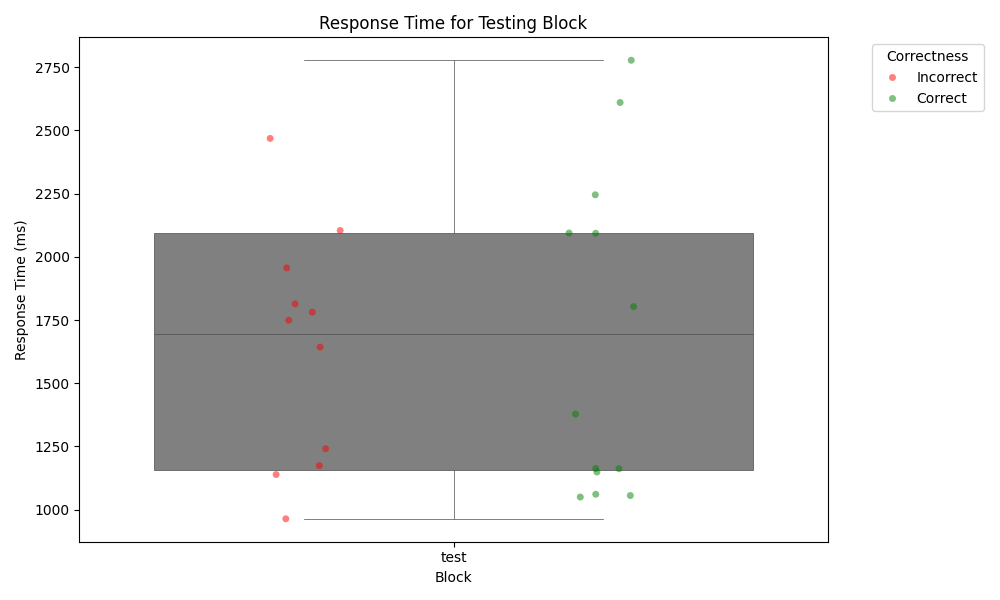 Response Time for Testing Block
Correctness
Incorrect
Correct
Response Time (ms)
2750
2500
2250
2000
1750
1500
1250
1000
test
Block